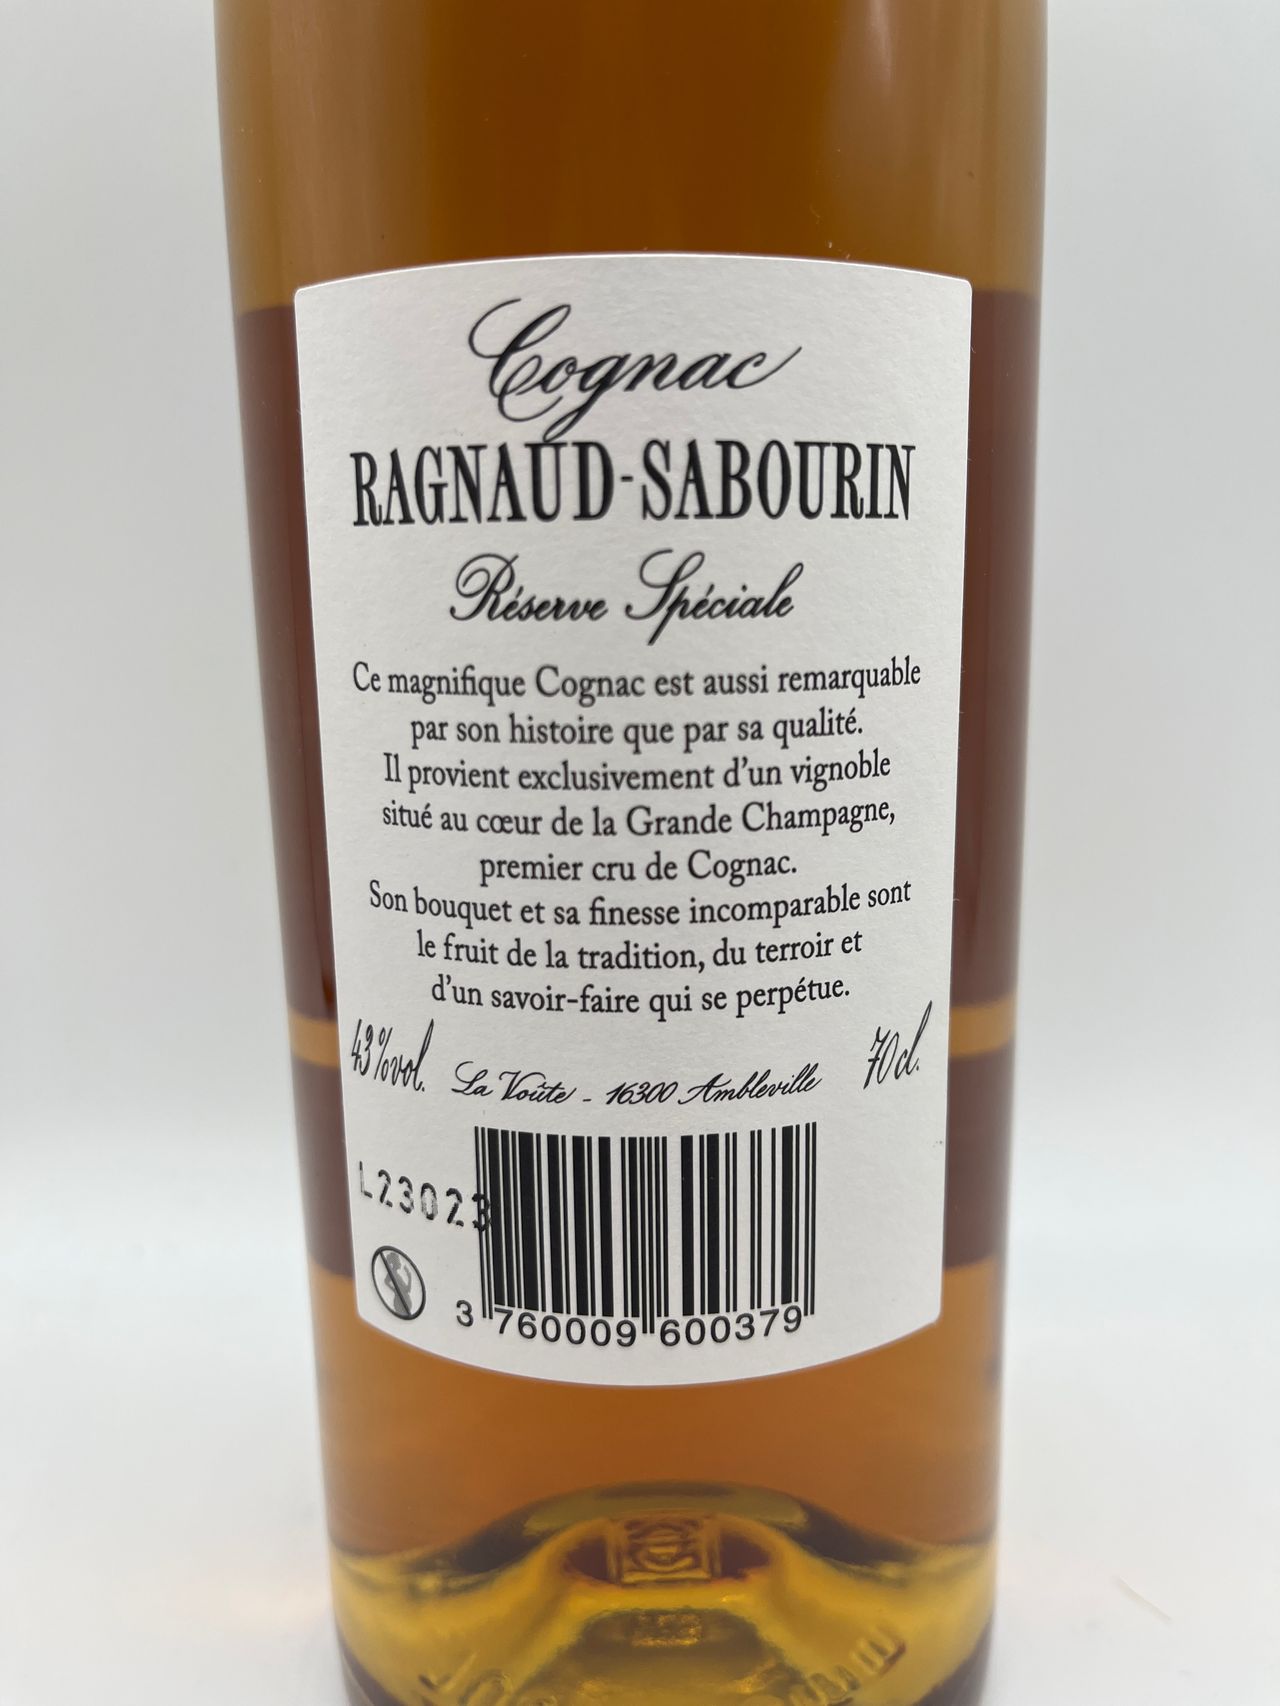 Cognac
RAGNAUD-SABOURIN
Réserve Spéciale
Ce magnifique Cognac est aussi remarquable
par son histoire que par sa qualité.
Il provient exclusivement d'un vignoble
situé au cœur de la Grande Champagne,
premier cru de Cognac.
Son bouquet et sa finesse incomparable sont
le fruit de la tradition, du terroir et
d'un savoir-faire qui se perpétue.
43%vol. La Voûte - 16300 Ambleville 70cl.
L23023
3 760009 600379